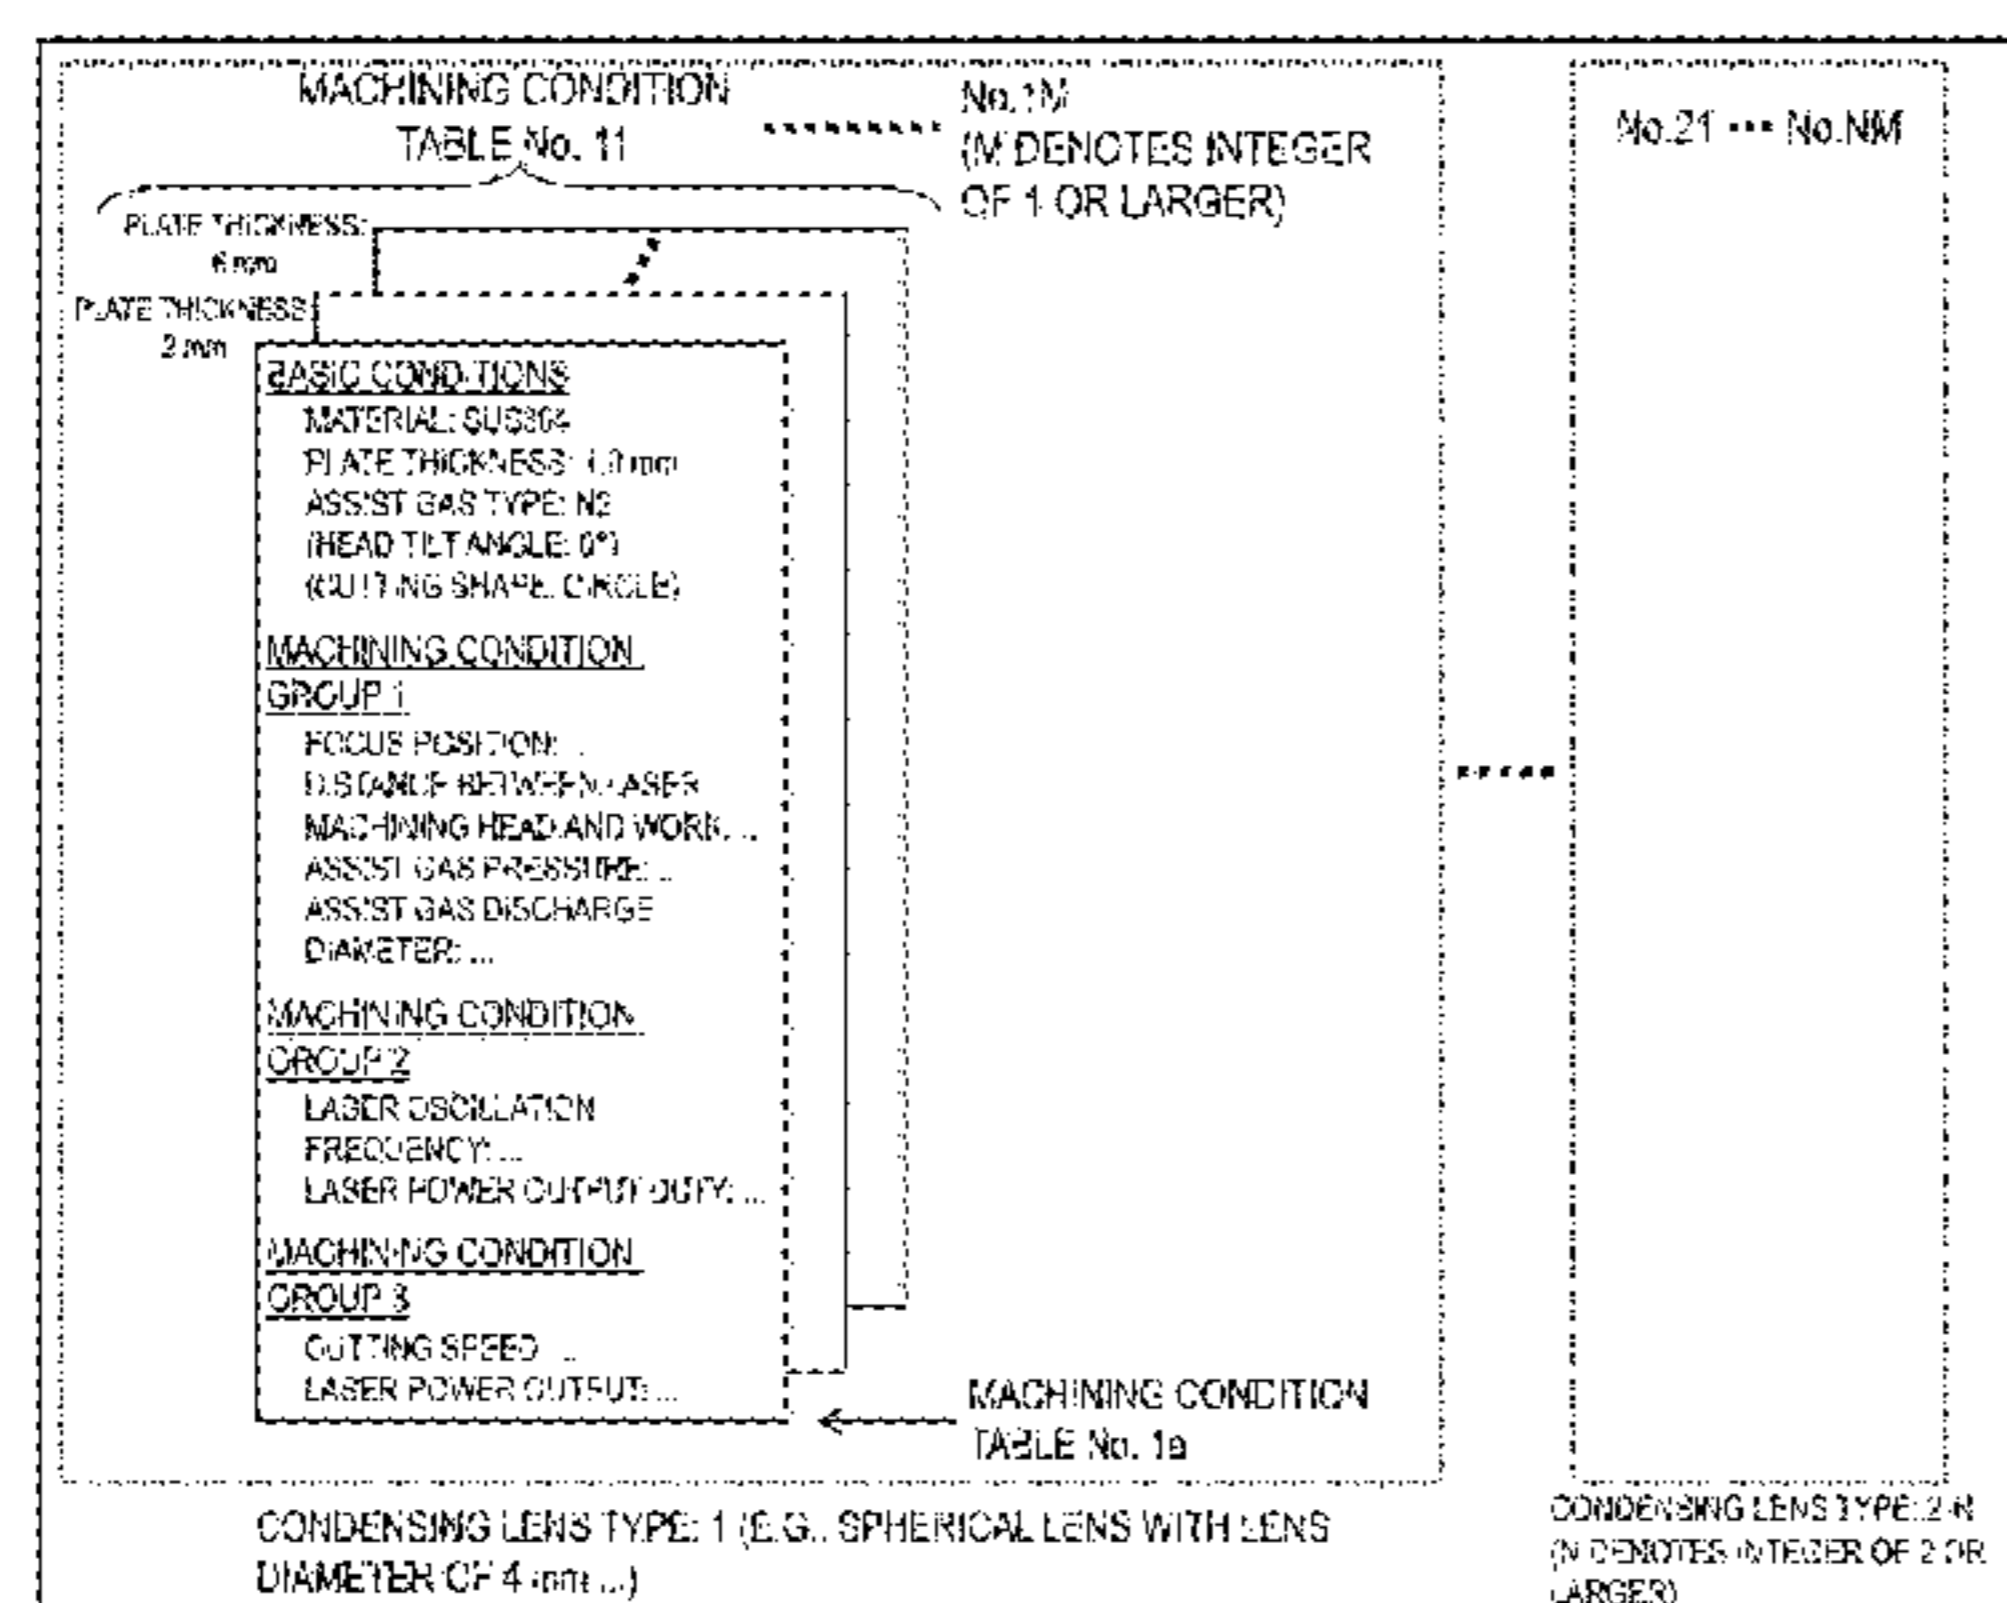 MACHINING CONDITION
TABLE No. 11
No.1M
(M DENOTES INTEGER
OF 1 OR LARGER)
No.21 ••• No.NM
PLATE THICKNESS:
6 mm
PLATE THICKNESS:
2 mm
BASIC CONDITIONS
MATERIAL: SUS304
PLATE THICKNESS: mm
ASSIST GAS TYPE: N2
(HEAD TILT ANGLE: 0°)
(CUTTING SHAPE: CIRCLE)
MACHINING CONDITION
GROUP 1
FOCUS POSITION: ...
DISTANCE BETWEEN LASER
MACHINING HEAD AND WORK: ...
ASSIST GAS PRESSURE: ...
ASSIST GAS DISCHARGE
DIAMETER: ...
MACHINING CONDITION
GROUP 2
LASER OSCILLATION
FREQUENCY: ...
LASER POWER OUTPUT DUTY: ...
MACHINING CONDITION
GROUP 3
CUTTING SPEED: ...
LASER POWER OUTPUT: ...
MACHINING CONDITION
TABLE No. 1a
CONDENSING LENS TYPE: 1 (E.G., SPHERICAL LENS WITH LENS
DIAMETER OF 4 mm ...)
CONDENSING LENS TYPE: 2-N
(N DENOTES INTEGER OF 2 OR
LARGER)